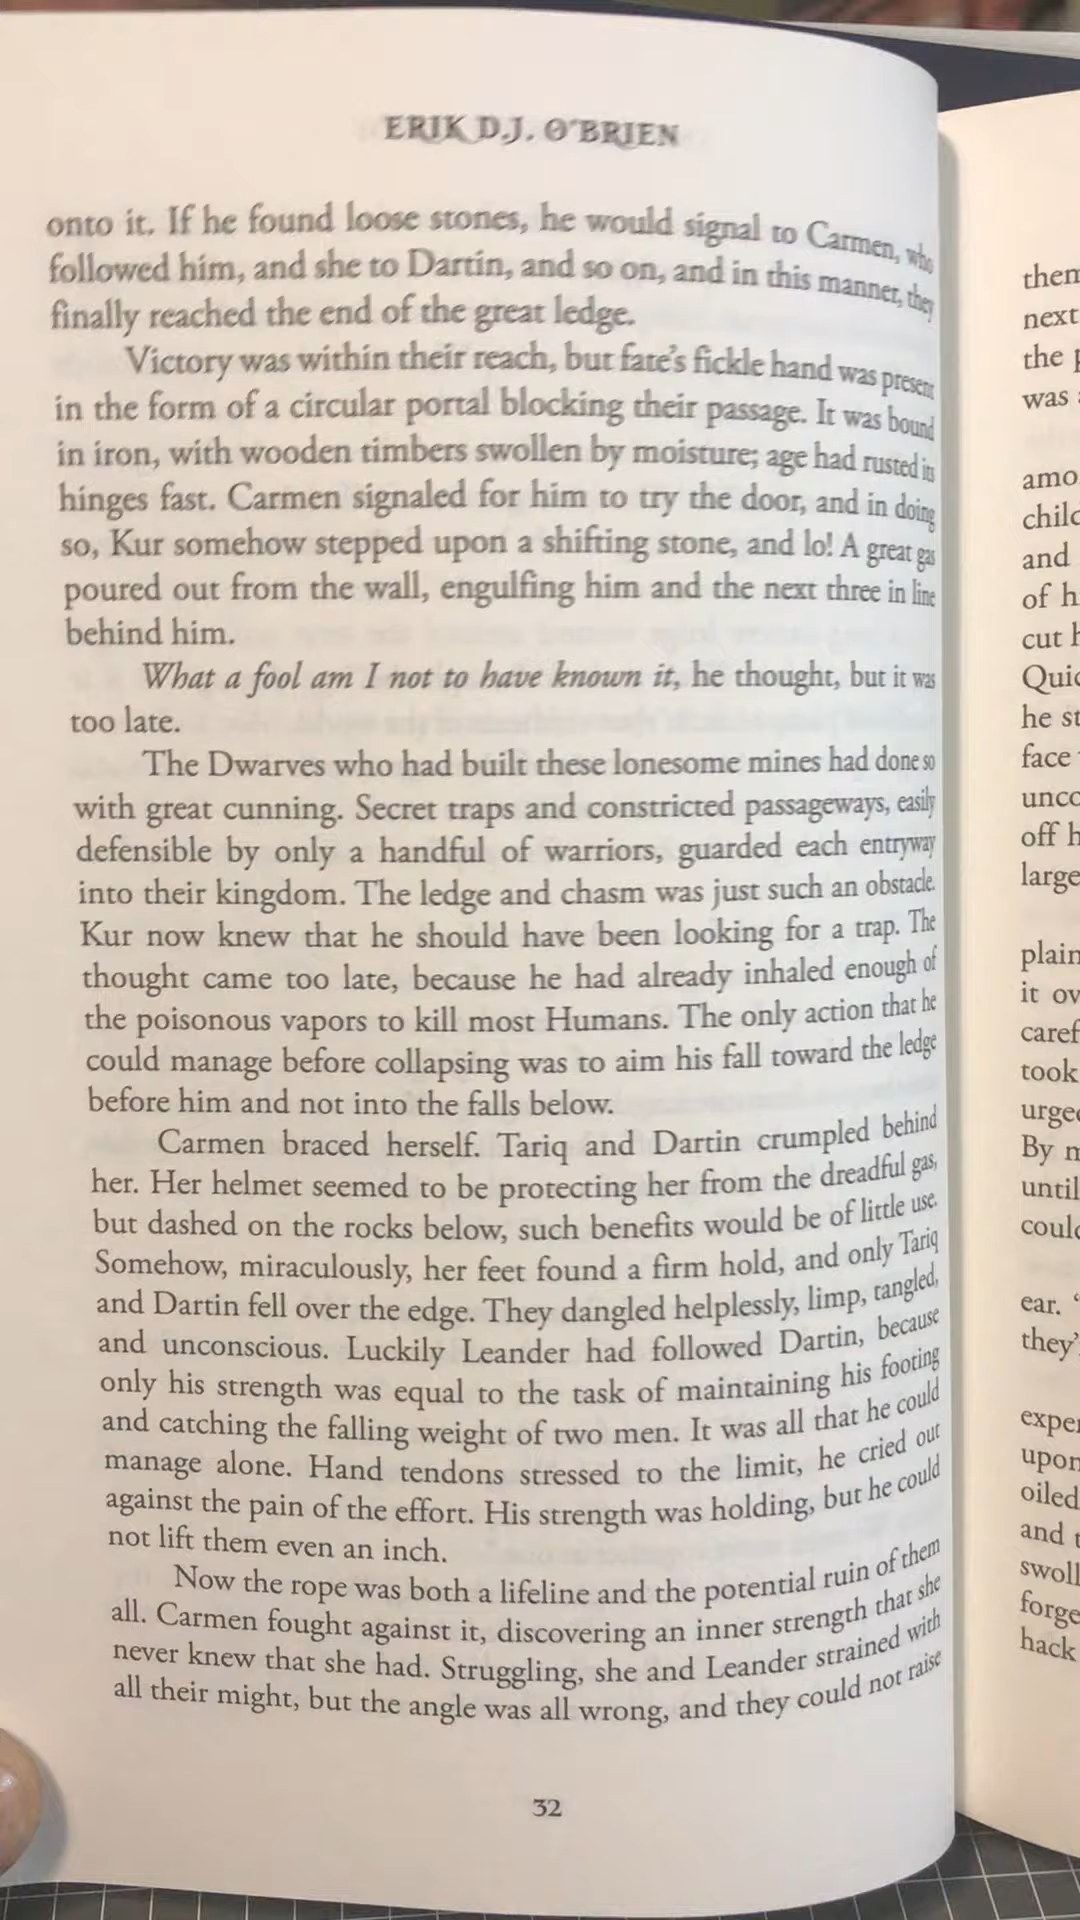 ERIK D.J. O'BRIEN
onto it. If he found loose stones, he would signal to Carmen, who
followed him, and she to Dartin, and so on, and in this manner, they
finally reached the end of the great ledge.
Victory was within their reach, but fate's fickle hand was present
in the form of a circular portal blocking their passage. It was bound
in iron, with wooden timbers swollen by moisture; age had rusted its
hinges fast. Carmen signaled for him to try the door, and in doing
so, Kur somehow stepped upon a shifting stone, and lo! A great gas
poured out from the wall, engulfing him and the next three in line
behind him.
What a fool am I not to have known it, he thought, but it was
too late.
The Dwarves who had built these lonesome mines had done so
with great cunning. Secret traps and constricted passageways, easily
defensible by only a handful of warriors, guarded each entryway
into their kingdom. The ledge and chasm was just such an obstacle.
Kur now knew that he should have been looking for a trap. The
thought came too late, because he had already inhaled enough of
the poisonous vapors to kill most Humans. The only action that he
could manage before collapsing was to aim his fall toward the ledge
before him and not into the falls below.
Carmen braced herself. Tariq and Dartin crumpled behind
her. Her helmet seemed to be protecting her from the dreadful gas,
but dashed on the rocks below, such benefits would be of little use.
Somehow, miraculously, her feet found a firm hold, and only Tariq
and Dartin fell over the edge. They dangled helplessly, limp, tangled,
and unconscious. Luckily Leander had followed Dartin, because
only his strength was equal to the task of maintaining his footing
and catching the falling weight of two men. It was all that he could
manage alone. Hand tendons stressed to the limit, he cried out
against the pain of the effort. His strength was holding, but he could
not lift them even an inch.
Now the rope was both a lifeline and the potential ruin of them
all. Carmen fought against it, discovering an inner strength that she
never knew that she had. Struggling, she and Leander strained with
all their might, but the angle was all wrong, and they could not raise
32
them
next
the
was
amo
child
and
of h
cut h
Quic
he st
face
unco
off h
large
plain
it ov
caref
took
urge
By m
until
could
ear.
they'
exper
upon
oiled
and
swoll
forge
hack